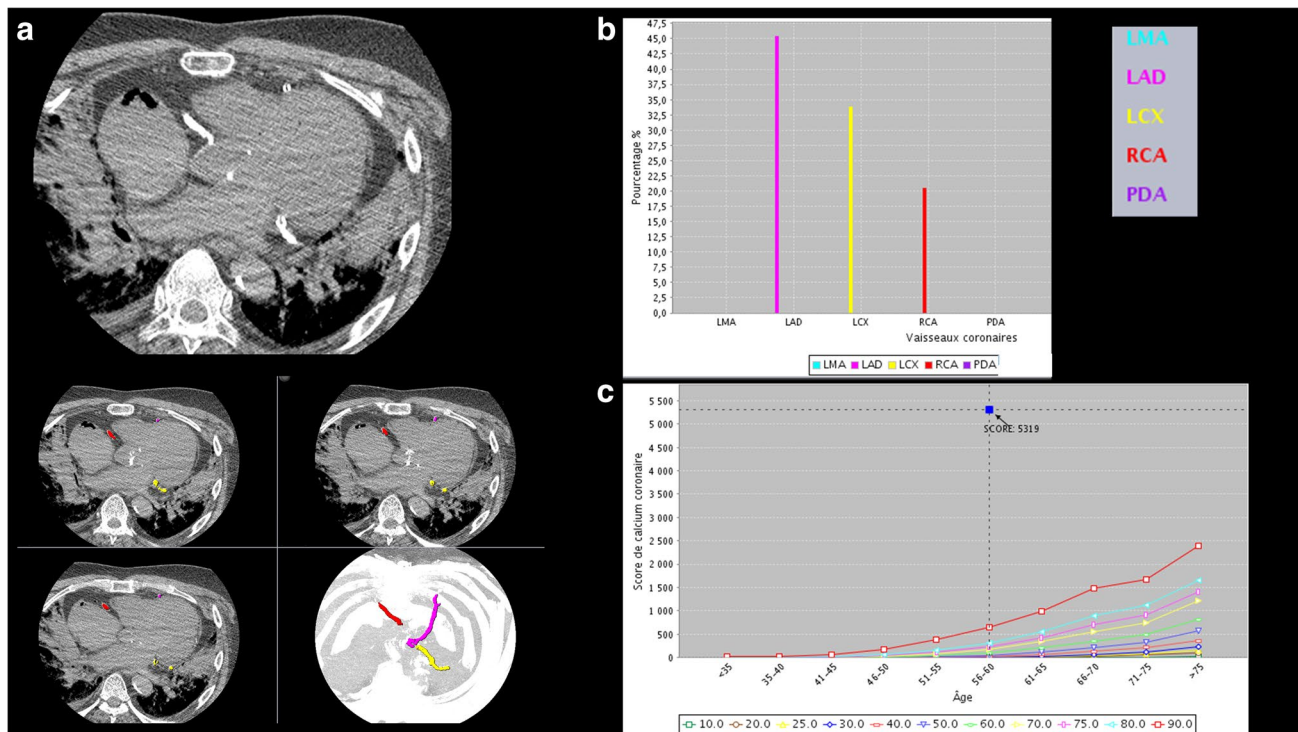 a
b
Pourcentage %
47,5
45,0
42,5
40,0
37,5
35,0
32,5
30,0
27,5
25,0
22,5
20,0
17,5
15,0
12,5
10,0
7,5
5,0
2,5
0,0
LMA LAD LCX RCA PDA
Vaisseaux coronaires
LMA LAD LCX RCA PDA
LMA
LAD
LCX
RCA
PDA
c
Score de calcium coronaire
5 500
5 000
4 500
4 000
3 500
3 000
2 500
2 000
1 500
1 000
500
0
SCORE: 5319
<35 35-40 41-45 46-50 51-55 56-60 61-65 66-70 71-75 >75
Âge
10.0 20.0 25.0 30.0 40.0 50.0 60.0 70.0 75.0 80.0 90.0